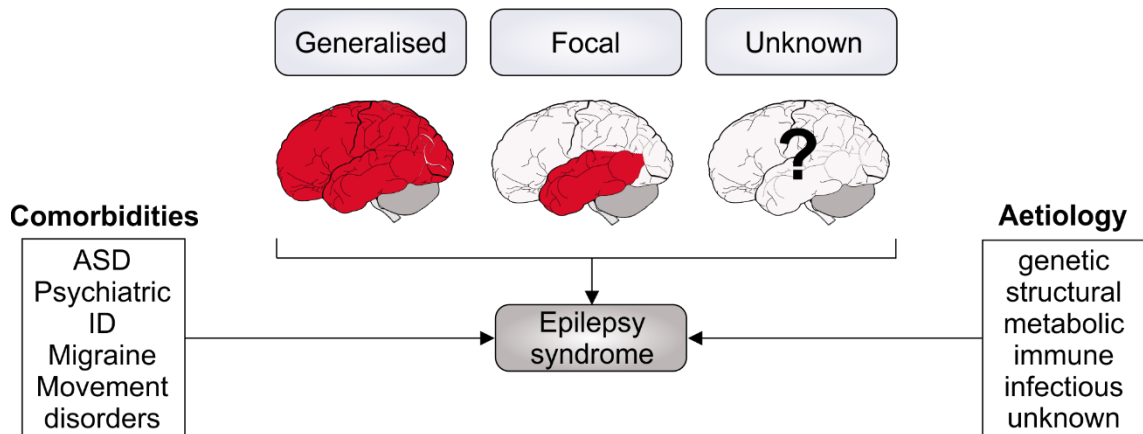 Generalised
Focal
Unknown
?
Comorbidities
ASD
Psychiatric
ID
Migraine
Movement
disorders
Epilepsy
syndrome
Aetiology
genetic
structural
metabolic
immune
infectious
unknown